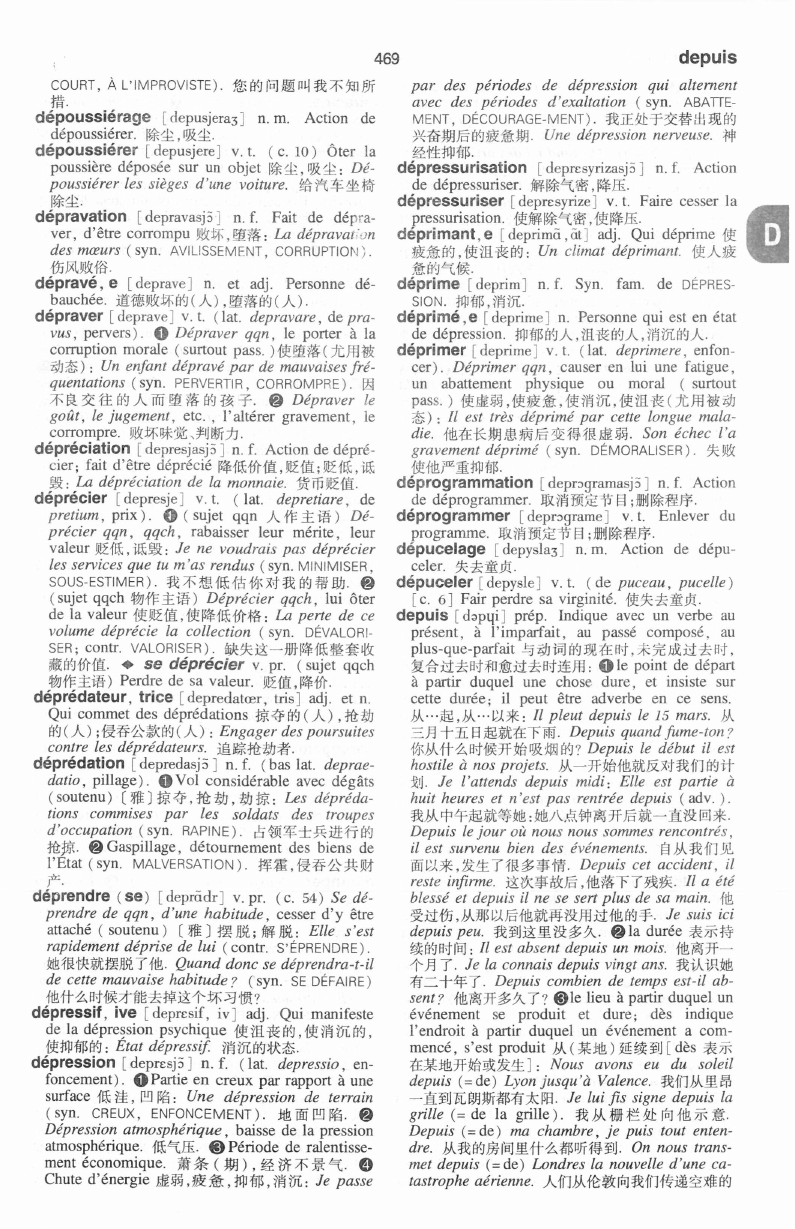 469
depuis
COURT, À L'IMPROVISTE). 您的问题叫我不知所
措.
dépoussiérage [depusjeraʒ] n. m. Action de
dépoussiérer. 除尘,吸尘.
dépoussiérer [depusjere] v. t. (c. 10) Ôter la
poussière déposée sur un objet 除尘,吸尘: Dé-
poussiérer les sièges d'une voiture. 给汽车坐椅
除尘.
dépravation [depravasjɔ̃] n. f. Fait de dépra-
ver, d'être corrompu 败坏,堕落: La dépravation
des mœurs (syn. AVILISSEMENT, CORRUPTION).
伤风败俗.
dépravé, e [deprave] n. et adj. Personne dé-
bauchée. 道德败坏的(人),堕落的(人).
dépraver [deprave] v. t. (lat. depravare, de pra-
vus, pervers). ❶ Dépraver qqn, le porter à la
corruption morale (surtout pass.)使堕落(尤用被
动态): Un enfant dépravé par de mauvaises fré-
quentations (syn. PERVERTIR, CORROMPRE). 因
不良交往的人而堕落的孩子. ❷ Dépraver le
goût, le jugement, etc. , l'altérer gravement, le
corrompre. 败坏味觉、判断力.
dépréciation [depresjasjɔ̃] n. f. Action de dépré-
cier; fait d'être déprécié 降低价值,贬值;贬低,诋
毁: La dépréciation de la monnaie. 货币贬值.
déprécier [depresje] v. t. (lat. depretiare, de
pretium, prix). ❶ (sujet qqn 人作主语) Dé-
précier qqn, qqch, rabaisser leur mérite, leur
valeur 贬低,诋毁: Je ne voudrais pas déprécier
les services que tu m'as rendus (syn. MINIMISER,
SOUS-ESTIMER). 我不想低估你对我的帮助. ❷
(sujet qqch 物作主语) Déprécier qqch, lui ôter
de la valeur 使贬值,使降低价格: La perte de ce
volume déprécie la collection (syn. DÉVALORI-
SER; contr. VALORISER). 缺失这一册降低整套收
藏的价值. ◆ se déprécier v. pr. (sujet qqch
物作主语) Perdre de sa valeur. 贬值,降价.
déprédateur, trice [depredatœr, tris] adj. et n.
Qui commet des déprédations 掠夺的(人),抢劫
的(人);侵吞公款的(人): Engager des poursuites
contre les déprédateurs. 追踪抢劫者.
déprédation [depredasjɔ̃] n. f. (bas lat. deprae-
datio, pillage). ❶Vol considérable avec dégâts
(soutenu) 〔雅〕掠夺,抢劫,劫掠: Les dépréda-
tions commises par les soldats des troupes
d'occupation (syn. RAPINE). 占领军士兵进行的
抢掠. ❷Gaspillage, détournement des biens de
l'État (syn. MALVERSATION). 挥霍,侵吞公共财
产.
déprendre (se) [deprɑ̃dr] v. pr. (c. 54) Se dé-
prendre de qqn, d'une habitude, cesser d'y être
attaché (soutenu) 〔雅〕摆脱;解脱: Elle s'est
rapidement déprise de lui (contr. S'ÉPRENDRE).
她很快就摆脱了他. Quand donc se déprendra-t-il
de cette mauvaise habitude? (syn. SE DÉFAIRE)
他什么时候才能去掉这个坏习惯?
dépressif, ive [depresif, iv] adj. Qui manifeste
de la dépression psychique 使沮丧的,使消沉的,
使抑郁的: État dépressif. 消沉的状态.
dépression [depresjɔ̃] n. f. (lat. depressio, en-
foncement). ❶Partie en creux par rapport à une
surface 低洼,凹陷: Une dépression de terrain
(syn. CREUX, ENFONCEMENT). 地面凹陷. ❷
Dépression atmosphérique, baisse de la pression
atmosphérique. 低气压. ❸Période de ralentisse-
ment économique. 萧条(期),经济不景气. ❹
Chute d'énergie 虚弱,疲惫,抑郁,消沉: Je passe
par des périodes de dépression qui alternent
avec des périodes d'exaltation (syn. ABATTE-
MENT, DÉCOURAGE-MENT). 我正处于交替出现的
兴奋期后的疲惫期. Une dépression nerveuse. 神
经性抑郁.
dépressurisation [depresyrizasjɔ̃] n. f. Action
de dépressuriser. 解除气密,降压.
dépressuriser [depresyrize] v. t. Faire cesser la
pressurisation. 使解除气密,使降压.
déprimant, e [deprimɑ̃, ɑ̃t] adj. Qui déprime 使
疲惫的,使沮丧的: Un climat déprimant. 使人疲
惫的气候.
déprime [deprim] n. f. Syn. fam. de DÉPRES-
SION. 抑郁,消沉.
déprimé, e [deprime] n. Personne qui est en état
de dépression. 抑郁的人,沮丧的人,消沉的人.
déprimer [deprime] v. t. (lat. deprimere, enfon-
cer). Déprimer qqn, causer en lui une fatigue,
un abattement physique ou moral (surtout
pass.) 使虚弱,使疲惫,使消沉,使沮丧(尤用被动
态): Il est très déprimé par cette longue mala-
die. 他在长期患病后变得很虚弱. Son échec l'a
gravement déprimé (syn. DÉMORALISER). 失败
使他严重抑郁.
déprogrammation [deprɔgramasjɔ̃] n. f. Action
de déprogrammer. 取消预定节目;删除程序.
déprogrammer [deprɔgrame] v. t. Enlever du
programme. 取消预定节目;删除程序.
dépucelage [depyslaʒ] n. m. Action de dépu-
celer. 失去童贞.
dépuceler [depysle] v. t. (de puceau, pucelle)
[c. 6] Fair perdre sa virginité. 使失去童贞.
depuis [dəpɥi] prép. Indique avec un verbe au
présent, à l'imparfait, au passé composé, au
plus-que-parfait 与动词的现在时,未完成过去时,
复合过去时和愈过去时连用: ❶le point de départ
à partir duquel une chose dure, et insiste sur
cette durée; il peut être adverbe en ce sens.
从…起,从…以来: Il pleut depuis le 15 mars. 从
三月十五日起就在下雨. Depuis quand fume-ton?
你从什么时候开始吸烟的? Depuis le début il est
hostile à nos projets. 从一开始他就反对我们的计
划. Je l'attends depuis midi; Elle est partie à
huit heures et n'est pas rentrée depuis (adv. ).
我从中午起就等她;她八点钟离开后就一直没回来.
Depuis le jour où nous nous sommes rencontrés,
il est survenu bien des événements. 自从我们见
面以来,发生了很多事情. Depuis cet accident, il
reste infirme. 这次事故后,他落下了残疾. Il a été
blessé et depuis il ne se sert plus de sa main. 他
受过伤,从那以后他就再没用过他的手. Je suis ici
depuis peu. 我到这里没多久. ❷la durée 表示持
续的时间: Il est absent depuis un mois. 他离开一
个月了. Je la connais depuis vingt ans. 我认识她
有二十年了. Depuis combien de temps est-il ab-
sent? 他离开多久了? ❸le lieu à partir duquel un
événement se produit et dure; dès indique
l'endroit à partir duquel un événement a com-
mencé, s'est produit 从(某地)延续到[dès 表示
在某地开始或发生]: Nous avons eu du soleil
depuis (=de) Lyon jusqu'à Valence. 我们从里昂
一直到瓦朗斯都有太阳. Je lui fis signe depuis la
grille (= de la grille). 我从栅栏处向他示意.
Depuis (=de) ma chambre, je puis tout enten-
dre. 从我的房间里什么都听得到. On nous trans-
met depuis (=de) Londres la nouvelle d'une ca-
tastrophe aérienne. 人们从伦敦向我们传递空难的
D